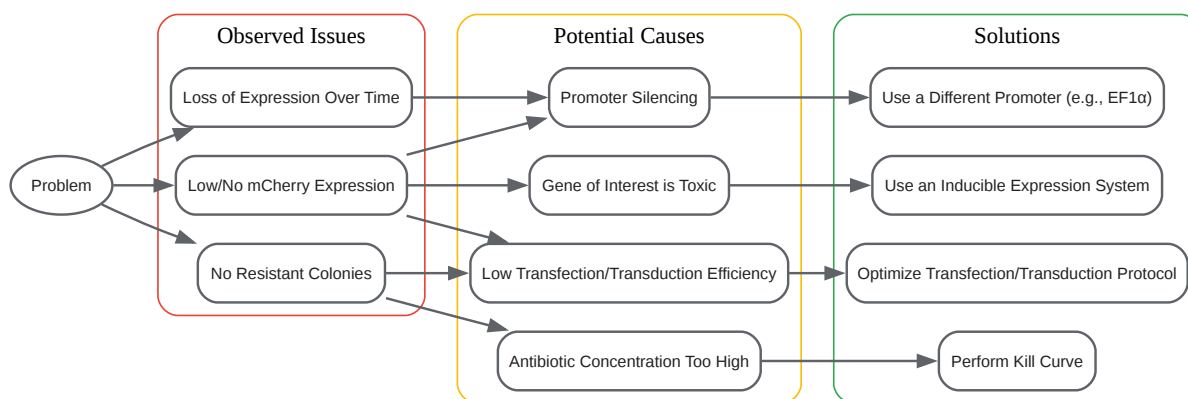 Observed Issues
Potential Causes
Solutions
Loss of Expression Over Time
Promoter Silencing
Use a Different Promoter (e.g., EF1α)
Problem
Low/No mCherry Expression
Gene of Interest is Toxic
Use an Inducible Expression System
No Resistant Colonies
Low Transfection/Transduction Efficiency
Optimize Transfection/Transduction Protocol
Antibiotic Concentration Too High
Perform Kill Curve